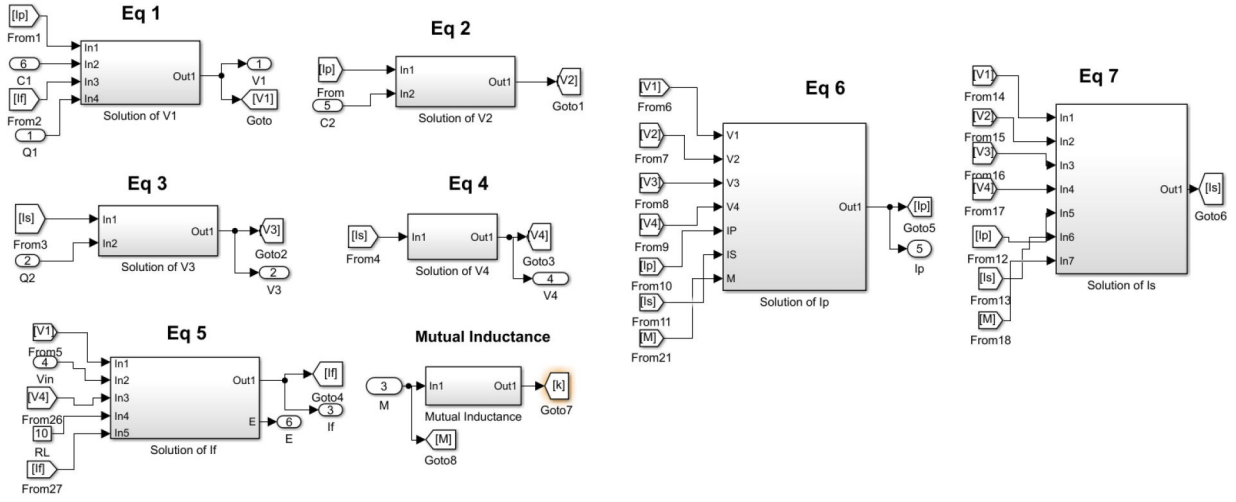 Eq 1
[Ip]
From1
6
C1
[If]
From2
1
Q1
In1
In2
In3
In4
Out1
Solution of V1
1
V1
[V1]
Goto
Eq 2
[Ip]
From
5
C2
In1
In2
Out1
Solution of V2
[V2]
Goto1
Eq 3
[Is]
From3
2
Q2
In1
In2
Out1
Solution of V3
[V3]
Goto2
2
V3
Eq 4
[Is]
From4
In1
Out1
Solution of V4
[V4]
Goto3
4
V4
Eq 5
[V1]
From5
4
Vin
[V4]
From26
10
RL
[If]
From27
In1
In2
In3
In4
In5
Out1
E
Solution of If
[If]
Goto4
3
If
6
E
Mutual Inductance
3
M
In1
Out1
Mutual Inductance
[k]
Goto7
[M]
Goto8
Eq 6
[V1]
From6
[V2]
From7
[V3]
From8
[V4]
From9
[Ip]
From10
[Is]
From11
[M]
From21
V1
V2
V3
V4
IP
IS
M
Out1
Solution of Ip
[Ip]
Goto5
5
Ip
Eq 7
[V1]
From14
[V2]
From15
[V3]
From16
[V4]
From17
[Ip]
From12
[Is]
From13
[M]
From18
In1
In2
In3
In4
In5
In6
In7
Out1
Solution of Is
[Is]
Goto6